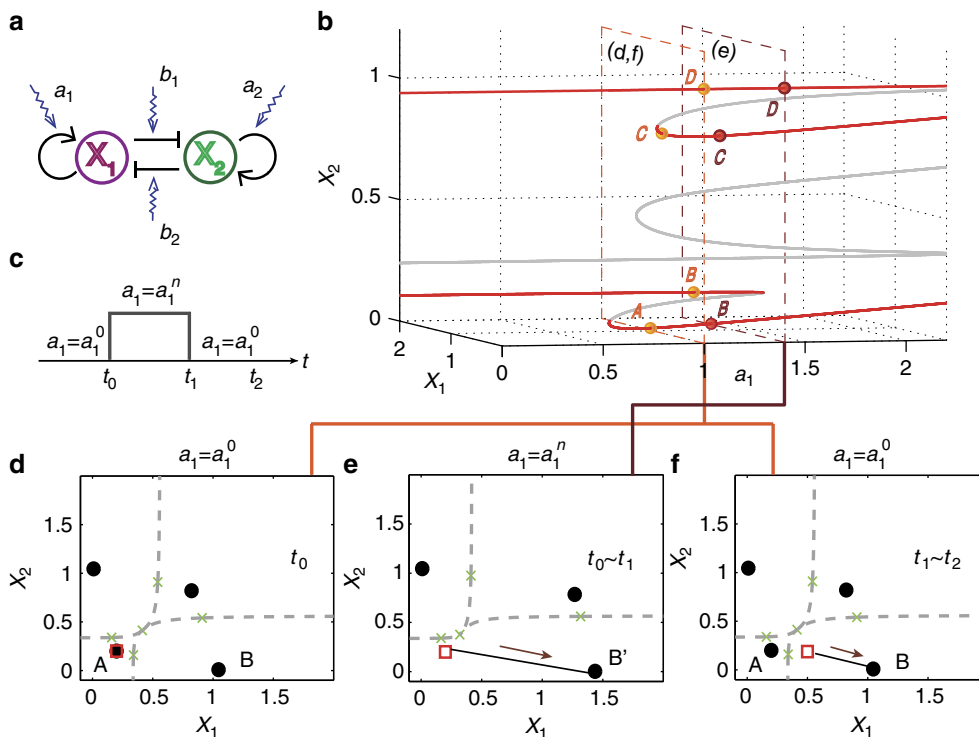 a
a₁
b₁
a₂
X₁
X₂
b₂
b
(d,f)
(e)
D
D
C
C
B
A
B
1
0.5
0
X₂
2
1
X₁
0
0.5
1
a₁
1.5
2
c
a₁=a₁ⁿ
a₁=a₁⁰
a₁=a₁⁰
t
t₀
t₁
t₂
d
a₁=a₁⁰
1.5
1
0.5
0
X₂
t₀
A
B
0
0.5
1
1.5
X₁
e
a₁=a₁ⁿ
1.5
1
0.5
0
X₂
t₀~t₁
B’
0
0.5
1
1.5
X₁
f
a₁=a₁⁰
1.5
1
0.5
0
X₂
t₁~t₂
A
B
0
0.5
1
1.5
X₁